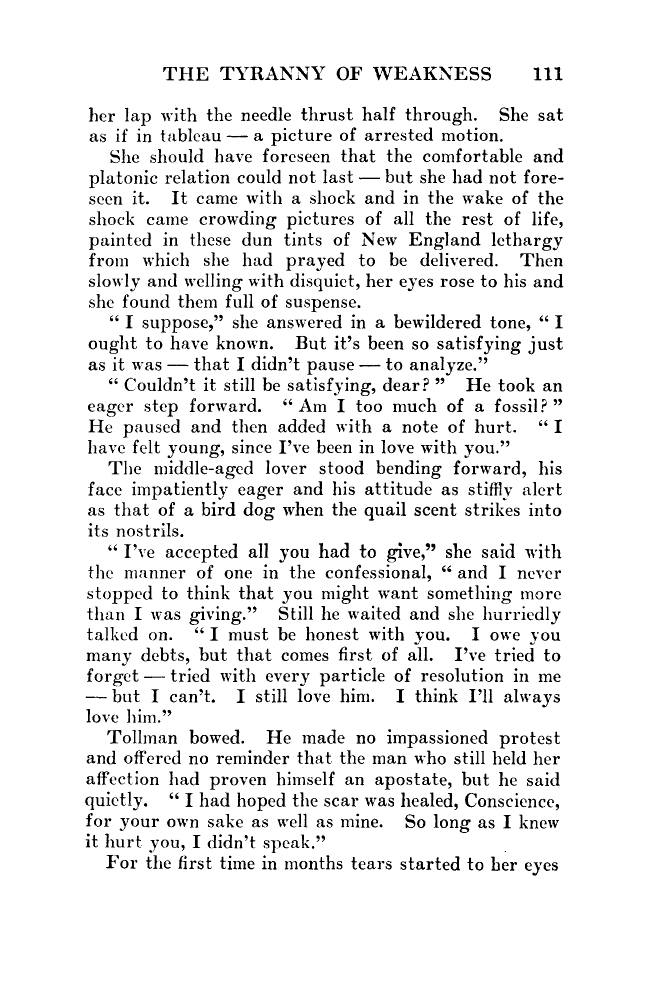 THE TYRANNY OF WEAKNESS 111
her lap with the needle thrust half through. She sat
as if in tableau — a picture of arrested motion.
She should have foreseen that the comfortable and
platonic relation could not last — but she had not fore-
seen it. It came with a shock and in the wake of the
shock came crowding pictures of all the rest of life,
painted in these dun tints of New England lethargy
from which she had prayed to be delivered. Then
slowly and welling with disquiet, her eyes rose to his and
she found them full of suspense.
“ I suppose,” she answered in a bewildered tone, “ I
ought to have known. But it's been so satisfying just
as it was — that I didn't pause — to analyze.”
“ Couldn't it still be satisfying, dear? ” He took an
eager step forward. “ Am I too much of a fossil? ”
He paused and then added with a note of hurt. “ I
have felt young, since I've been in love with you.”
The middle-aged lover stood bending forward, his
face impatiently eager and his attitude as stiffly alert
as that of a bird dog when the quail scent strikes into
its nostrils.
“ I've accepted all you had to give,” she said with
the manner of one in the confessional, “ and I never
stopped to think that you might want something more
than I was giving.” Still he waited and she hurriedly
talked on. “ I must be honest with you. I owe you
many debts, but that comes first of all. I've tried to
forget — tried with every particle of resolution in me
— but I can't. I still love him. I think I'll always
love him.”
Tollman bowed. He made no impassioned protest
and offered no reminder that the man who still held her
affection had proven himself an apostate, but he said
quietly. “ I had hoped the scar was healed, Conscience,
for your own sake as well as mine. So long as I knew
it hurt you, I didn't speak.”
For the first time in months tears started to her eyes